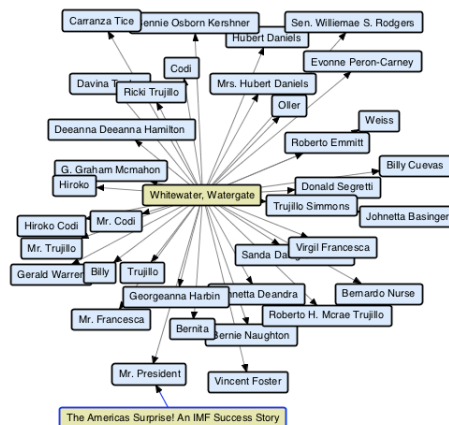 Carranza Tice
Jennie Osborn Kershner
Sen. Williemae S. Rodgers
Hubert Daniels
Evonne Peron-Carney
Codi
Davina
Ricki Trujillo
Mrs. Hubert Daniels
Oller
Weiss
Deeanna Deeanna Hamilton
Roberto Emmitt
G. Graham Mcmahon
Billy Cuevas
Hiroko
Whitewater, Watergate
Donald Segretti
Trujillo Simmons
Johnetta Basinger
Hiroko Codi
Mr. Codi
Mr. Trujillo
Sanda
Virgil Francesca
Gerald Warren
Billy
Trujillo
Georgeanna Harbin
Deandra
Bernardo Nurse
Mr. Francesca
Bernita
Roberto H. Mcrae Trujillo
Bernie Naughton
Mr. President
Vincent Foster
The Americas Surprise! An IMF Success Story